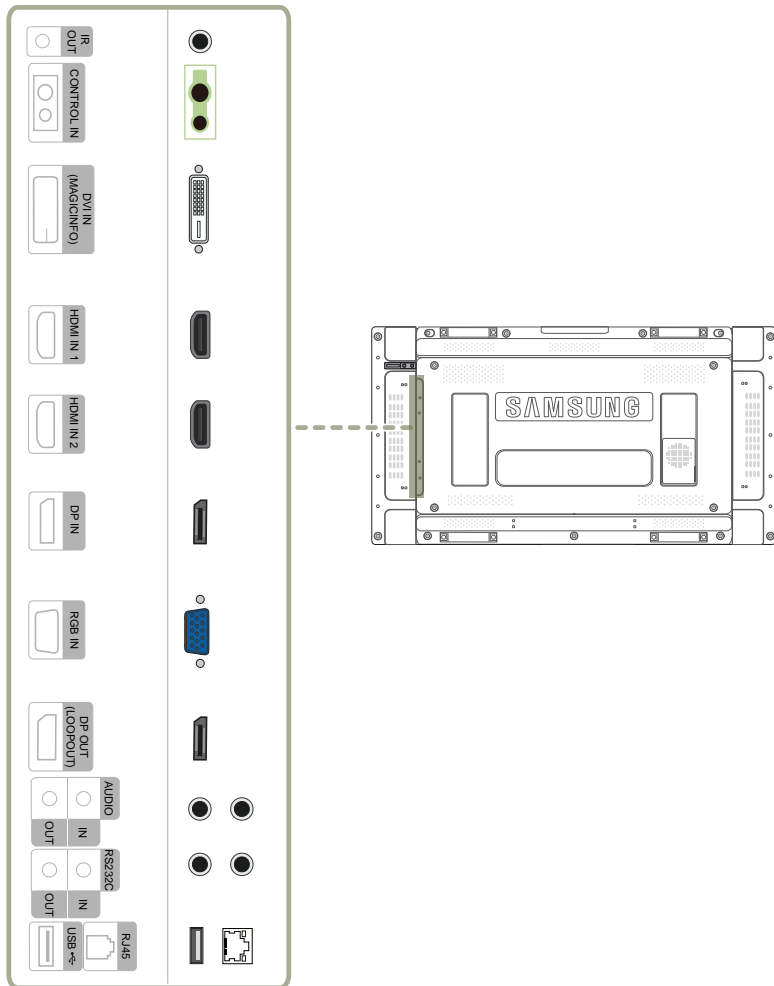 IR
OUT
CONTROL IN
DVI IN
(MAGICINFO)
HDMI IN 1
HDMI IN 2
DP IN
RGB IN
DP OUT
(LOOPOUT)
AUDIO
IN
OUT
RS232C
IN
OUT
USB
RJ45
SAMSUNG